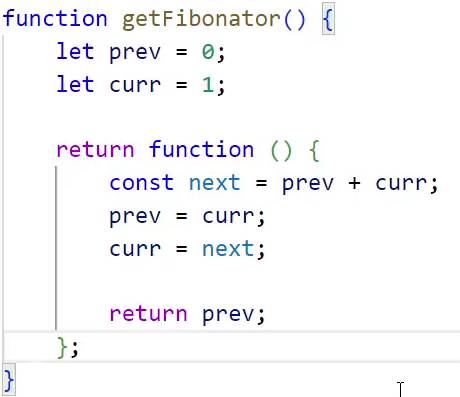 function getFibonator() {
    let prev = 0;
    let curr = 1;

    return function () {
        const next = prev + curr;
        prev = curr;
        curr = next;

        return prev;
    };
}